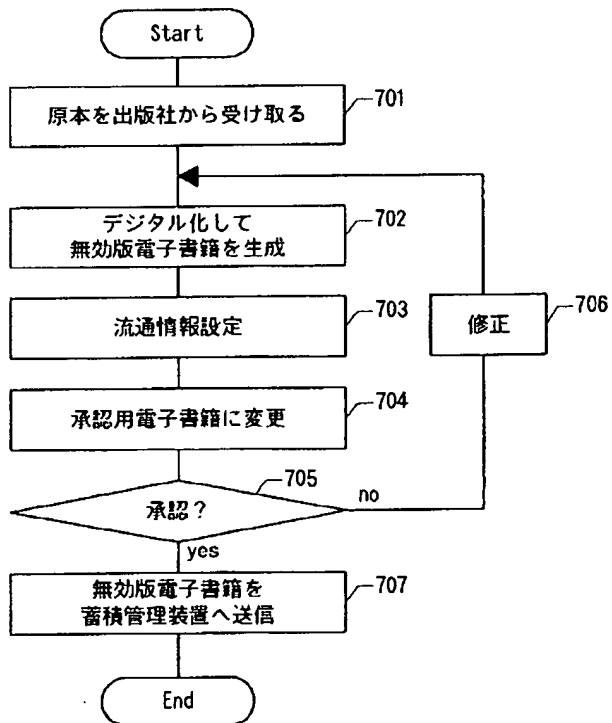 Start
原本を出版社から受け取る
701
デジタル化して
無効版電子書籍を生成
702
流通情報設定
703
修正
706
承認用電子書籍に変更
704
承認？
705
no
yes
無効版電子書籍を
蓄積管理装置へ送信
707
End